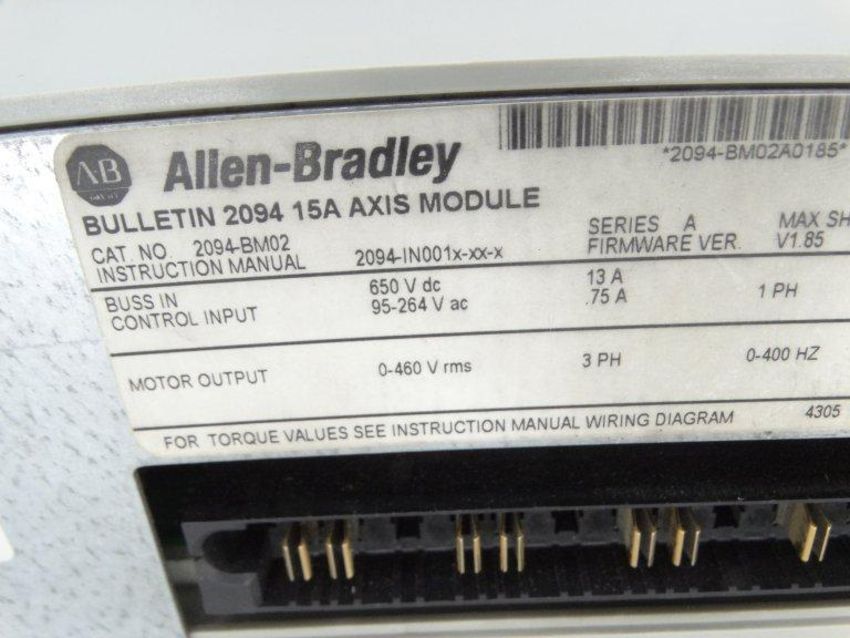 *2094-BM02A0185*
AB Allen-Bradley
BULLETIN 2094 15A AXIS MODULE
CAT. NO. 2094-BM02 SERIES A MAX SH
INSTRUCTION MANUAL 2094-IN001x-xx-x FIRMWARE VER. V1.85
BUSS IN 650 V dc 13 A
CONTROL INPUT 95-264 V ac .75 A 1 PH
MOTOR OUTPUT 0-460 V rms 3 PH 0-400 HZ
FOR TORQUE VALUES SEE INSTRUCTION MANUAL WIRING DIAGRAM 4305